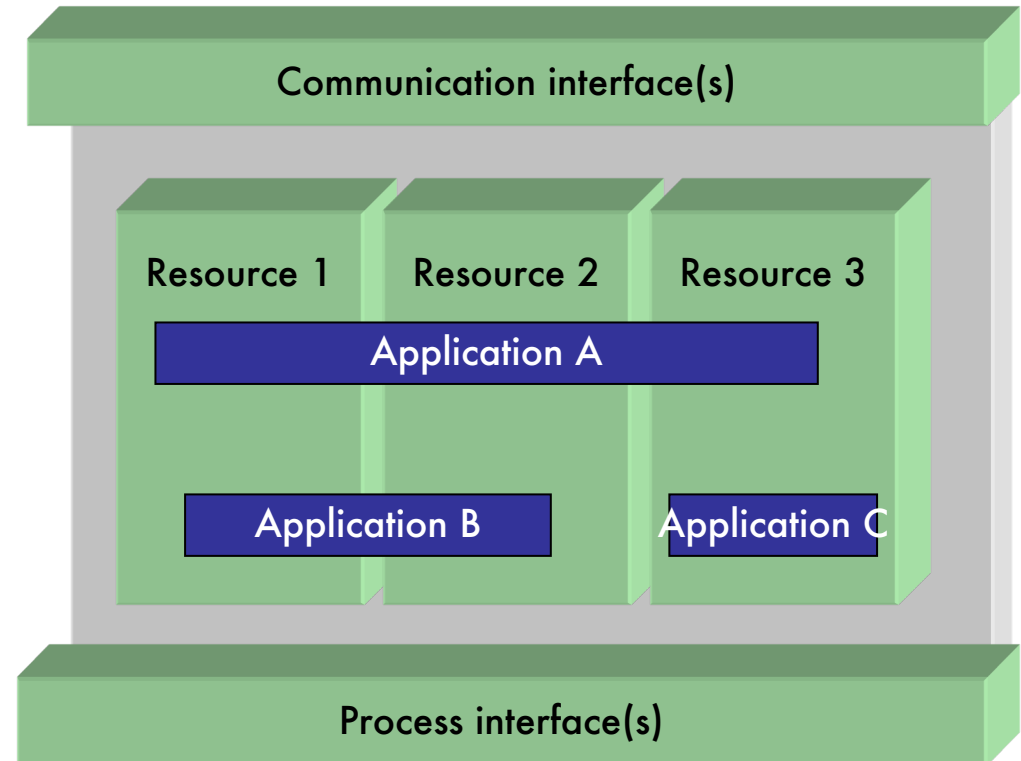 Communication interface(s)
Resource 1
Resource 2
Resource 3
Application A
Application B
Application C
Process interface(s)